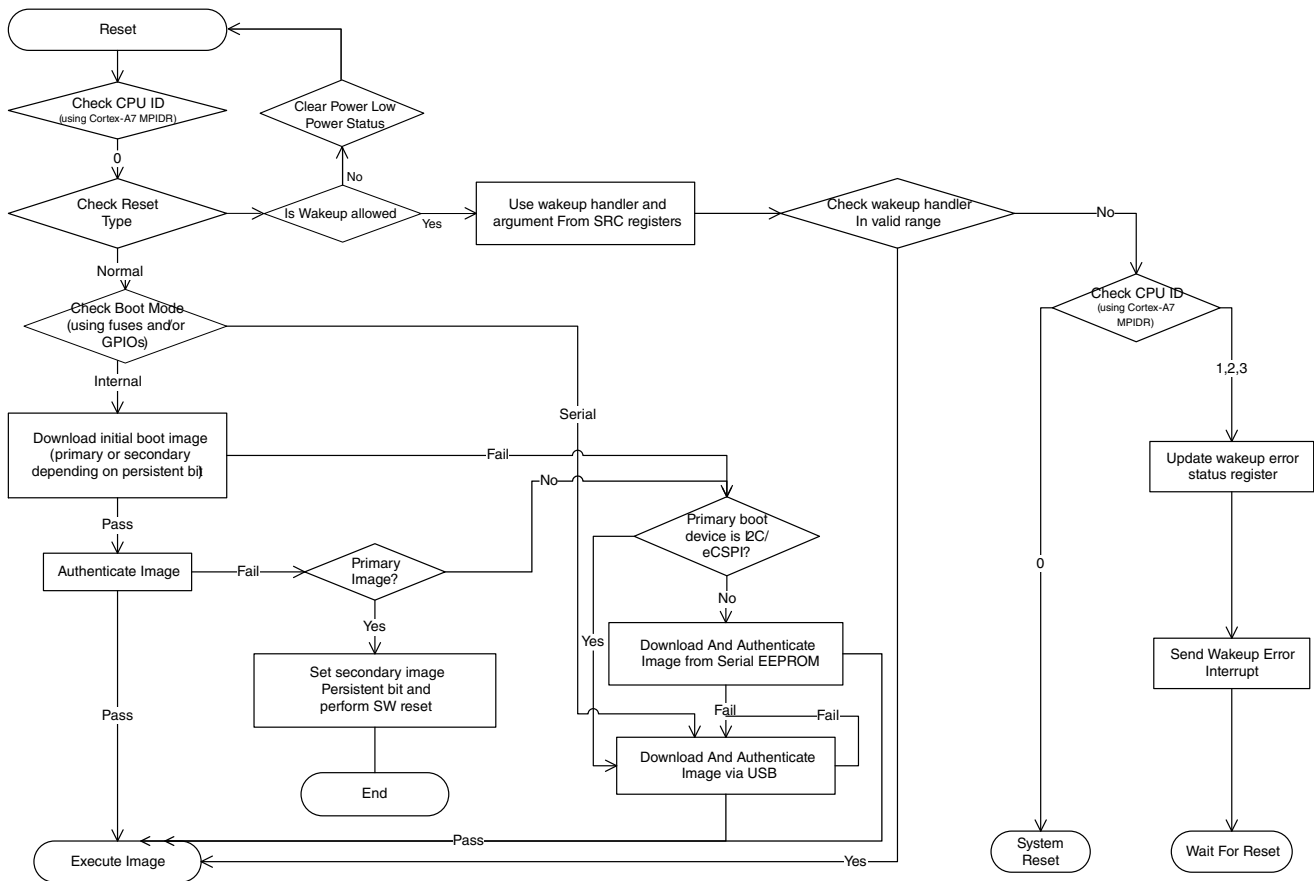 Reset
Check CPU ID
(using Cortex-A7 MPIDR)
0
Clear Power Low
Power Status
No
Check Reset
Type
Is Wakeup allowed
Yes
Use wakeup handler and
argument From SRC registers
Check wakeup handler
In valid range
No
Normal
Check Boot Mode
(using fuses and/or
GPIOs)
Check CPU ID
(using Cortex-A7
MPIDR)
Internal
1,2,3
Serial
Download initial boot image
(primary or secondary
depending on persistent bit)
Fail
No
Update wakeup error
status register
Pass
Primary boot
device is I2C/
eCSPI?
Authenticate Image
Fail
Primary
Image?
0
No
Yes
Yes
Download And Authenticate
Image from Serial EEPROM
Send Wakeup Error
Interrupt
Set secondary image
Persistent bit and
perform SW reset
Pass
Fail
Fail
Download And Authenticate
Image via USB
End
Pass
Execute Image
Yes
System
Reset
Wait For Reset